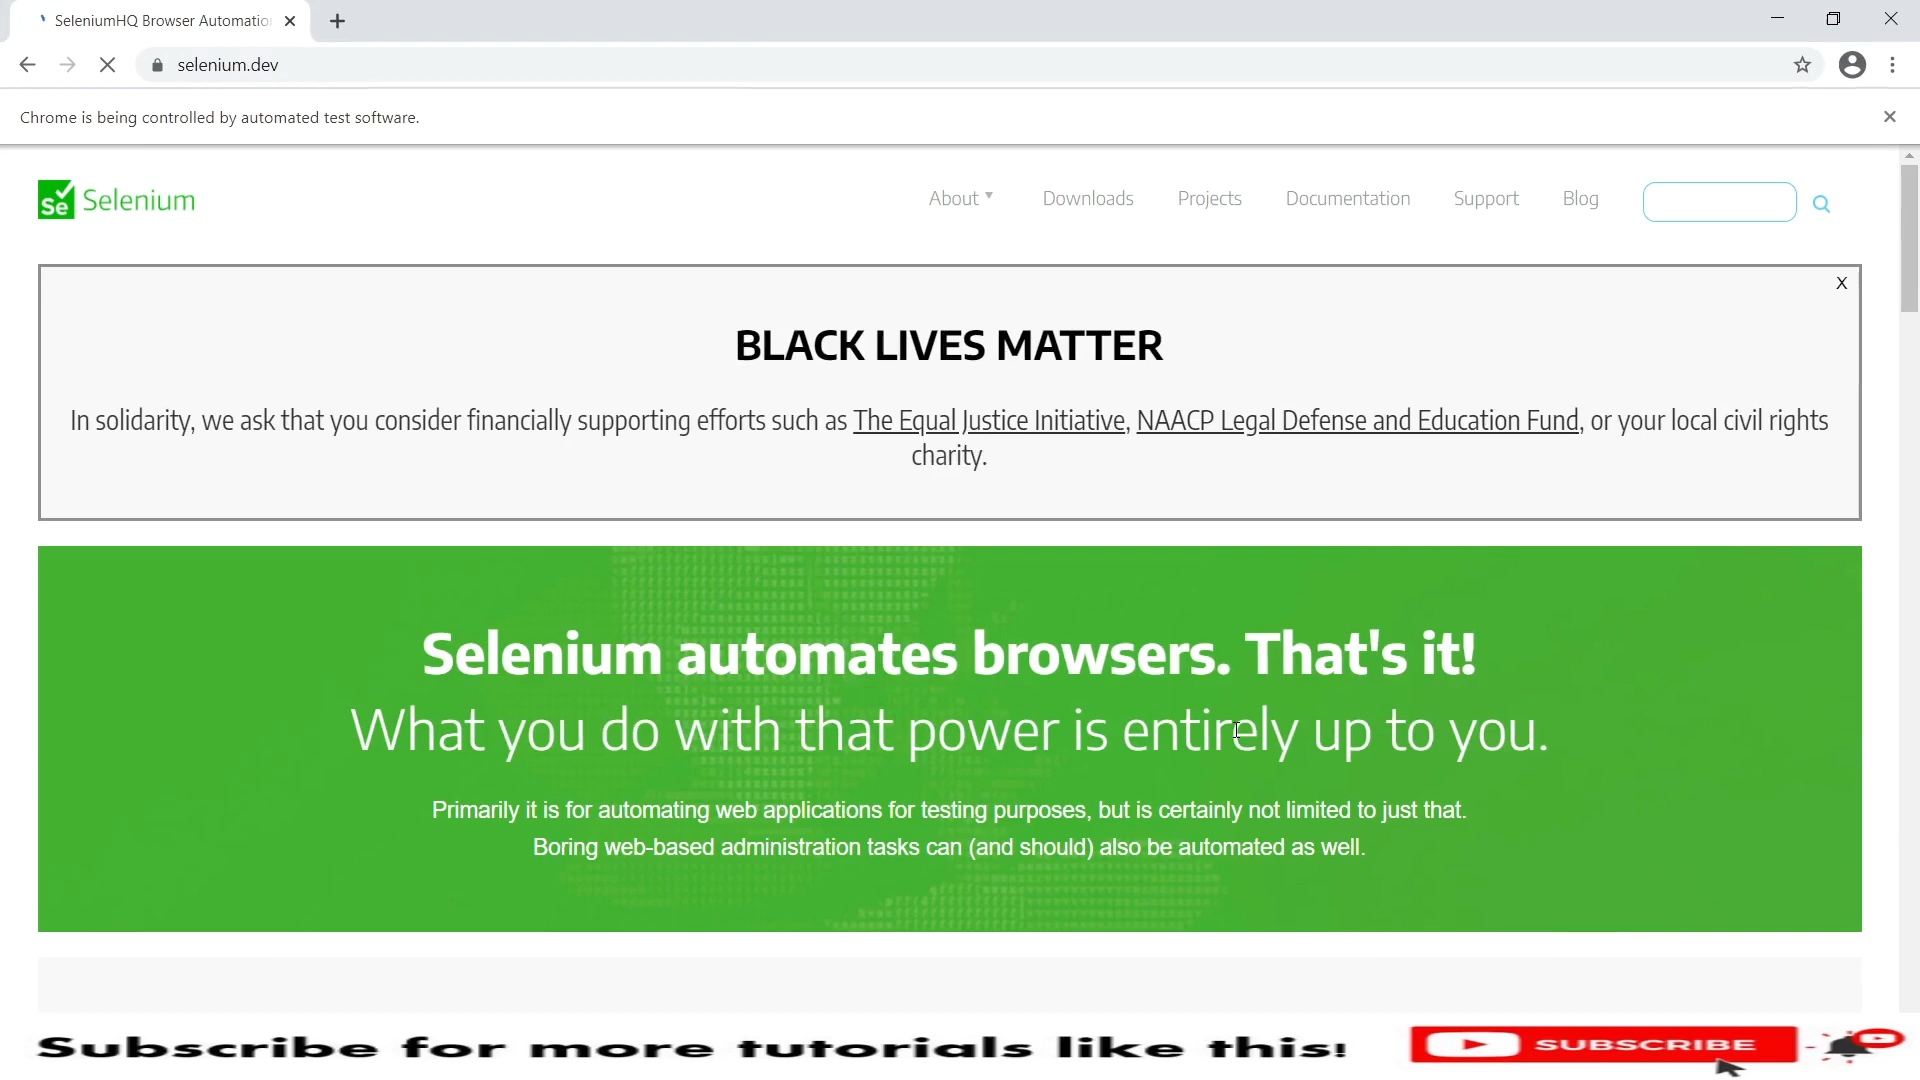 SeleniumHQ Browser Automatio
selenium.dev
Chrome is being controlled by automated test software.
Se Selenium
About
Downloads
Projects
Documentation
Support
Blog
X
BLACK LIVES MATTER
In solidarity, we ask that you consider financially supporting efforts such as The Equal Justice Initiative, NAACP Legal Defense and Education Fund, or your local civil rights
charity.
Selenium automates browsers. That's it!
What you do with that power is entirely up to you.
Primarily it is for automating web applications for testing purposes, but is certainly not limited to just that.
Boring web-based administration tasks can (and should) also be automated as well.
Subscribe for more tutorials like this!
SUBSCRIBE